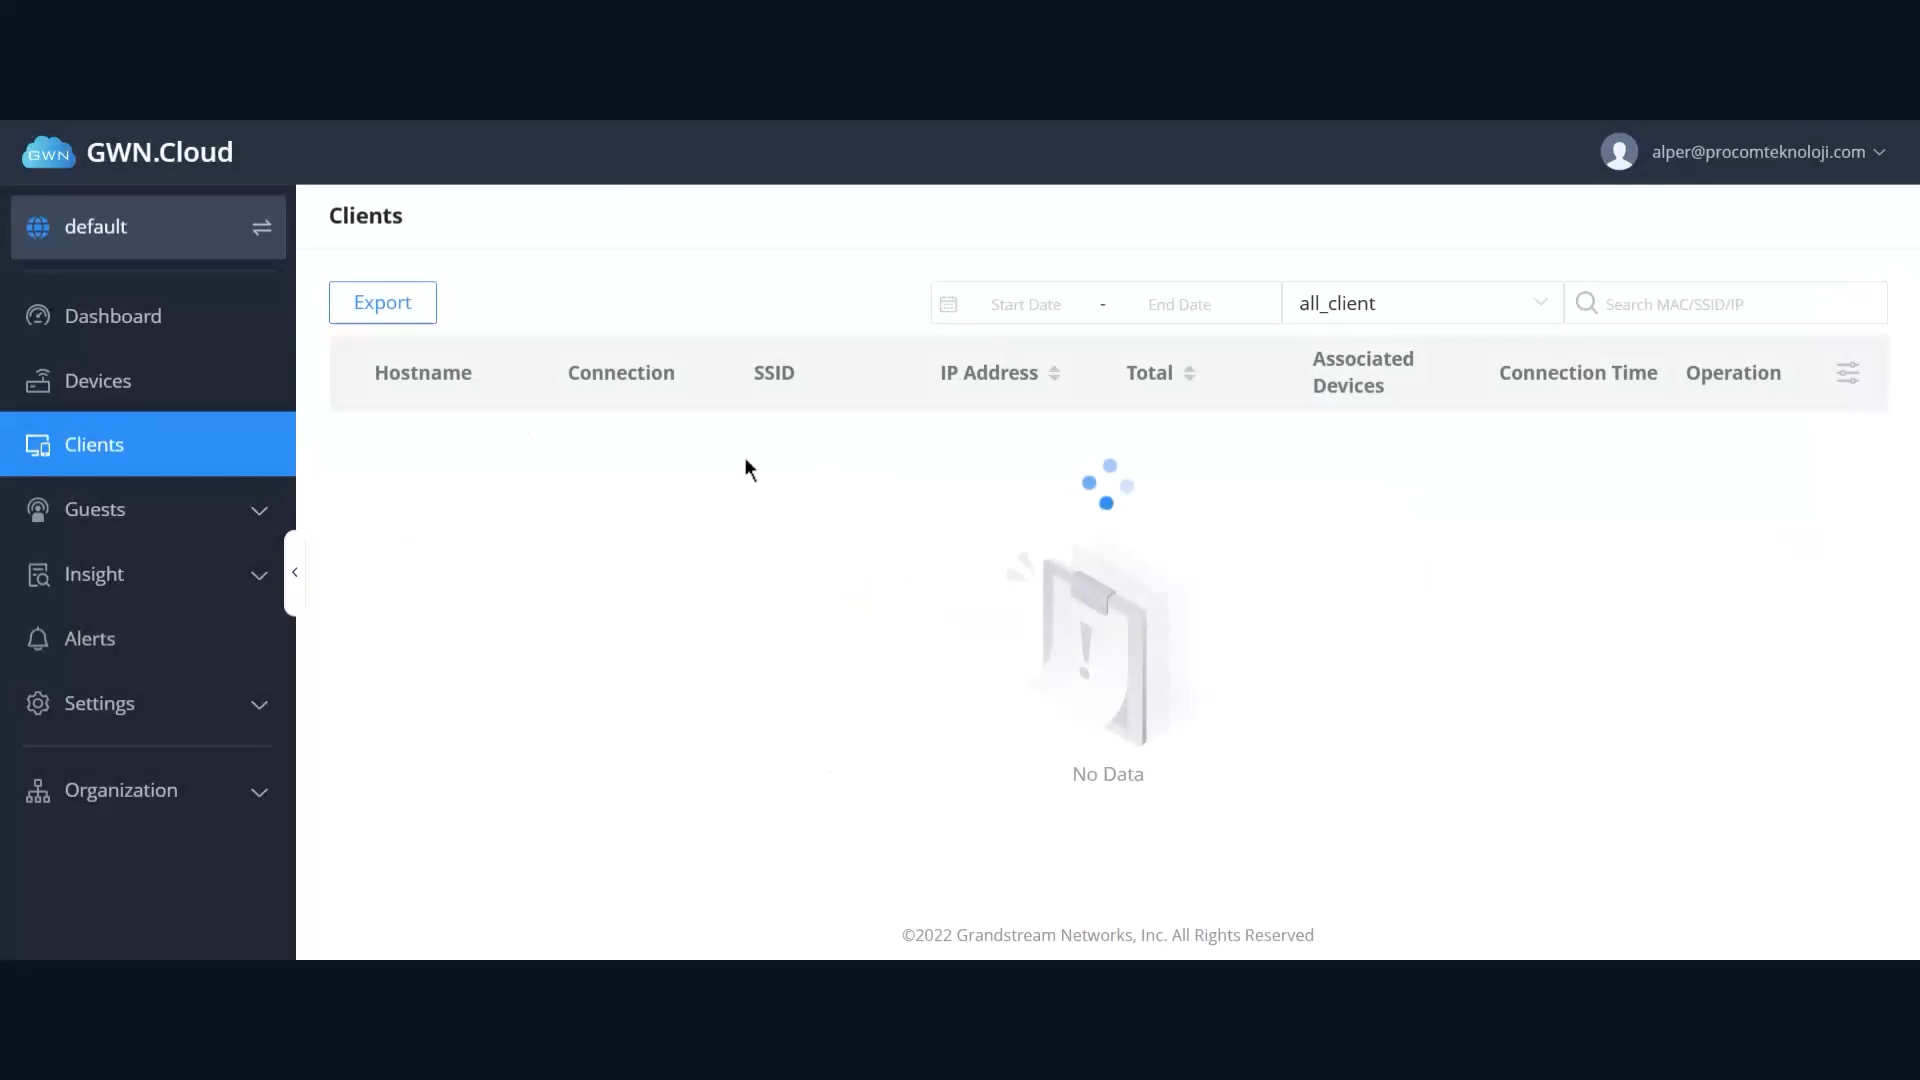 GWN GWN.Cloud
alper@procomteknoloji.com
default
Dashboard
Devices
Clients
Guests
Insight
Alerts
Settings
Organization
Clients
Export
Start Date - End Date
all_client
Search MAC/SSID/IP
Hostname
Connection
SSID
IP Address
Total
Associated
Devices
Connection Time
Operation
No Data
©2022 Grandstream Networks, Inc. All Rights Reserved